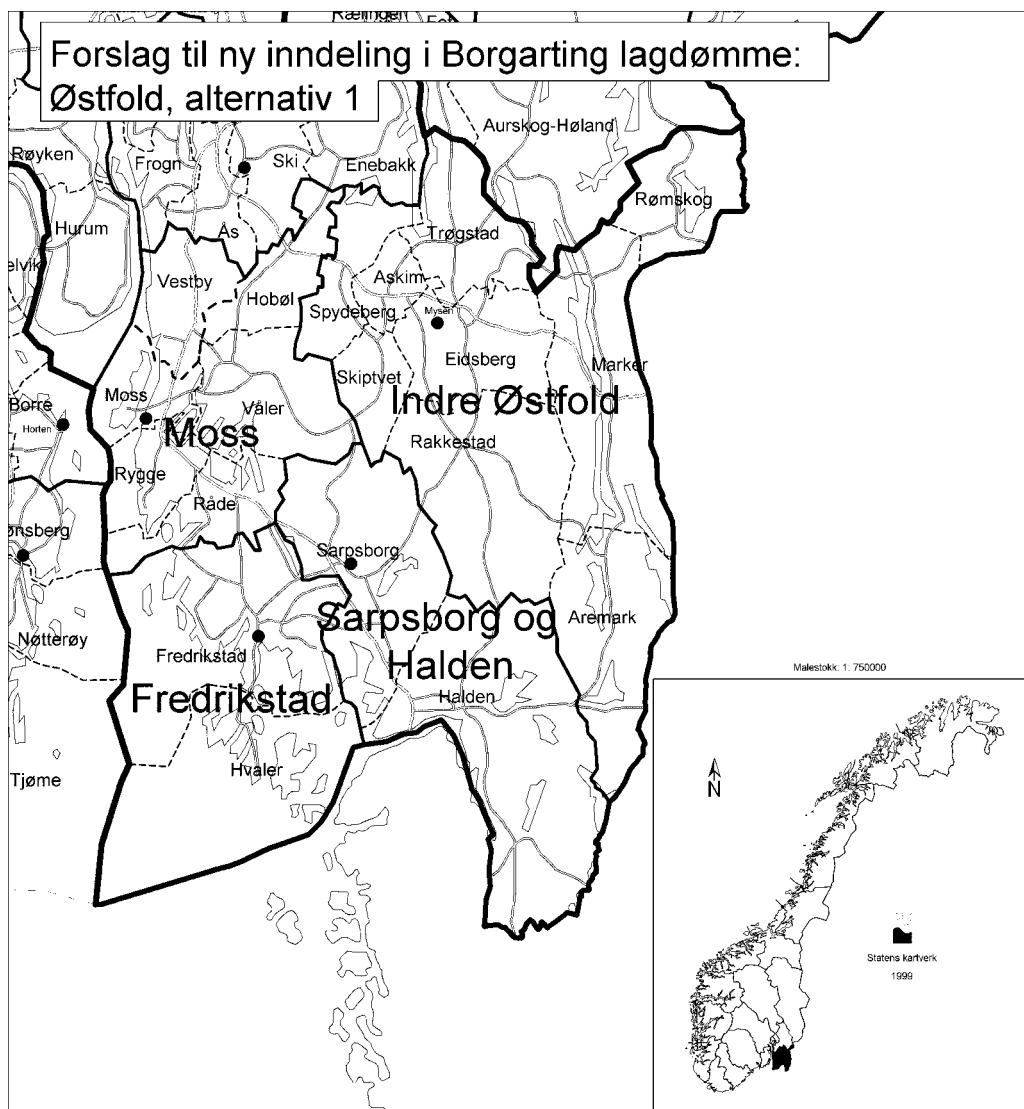 Rælingen
Forslag til ny inndeling i Borgarting lagdømme:
Østfold, alternativ 1
Aurskog-Høland
Røyken
Frogn
Ski
Enebakk
Rømskog
Hurum
Ås
Trøgstad
elvik
Vestby
Askim
Hobøl
Spydeberg
Mysen
Eidsberg
Marker
Skiptvet
Moss
Borre
Våler
Indre Østfold
Horten
Moss
Rakkestad
Rygge
Råde
ønsberg
Sarpsborg
Sarpsborg og
Halden
Aremark
Nøtterøy
Fredrikstad
Målestokk: 1: 750000
Fredrikstad
Halden
Tjøme
Hvaler
N
Statens kartverk
1999